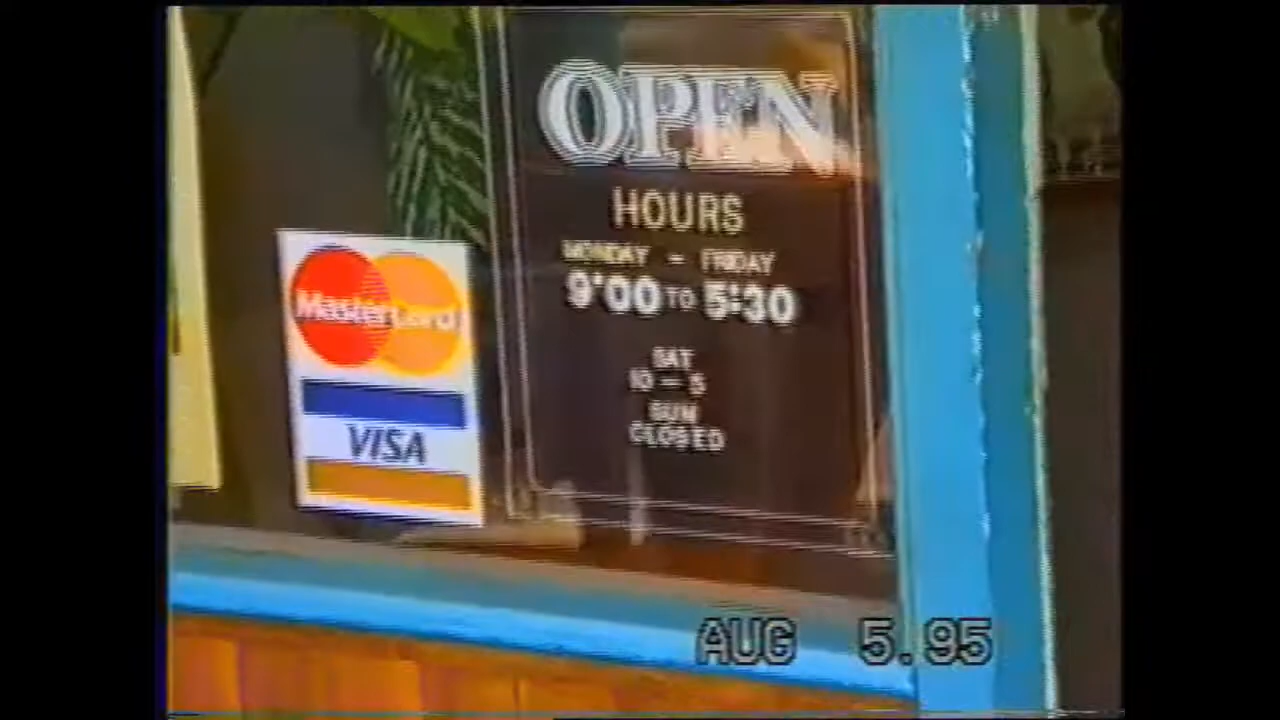 OPEN
HOURS
MONDAY - FRIDAY
9:00 TO 5:30
SAT
10 - 5
SUN
CLOSED
MasterCard
VISA
AUG 5.95